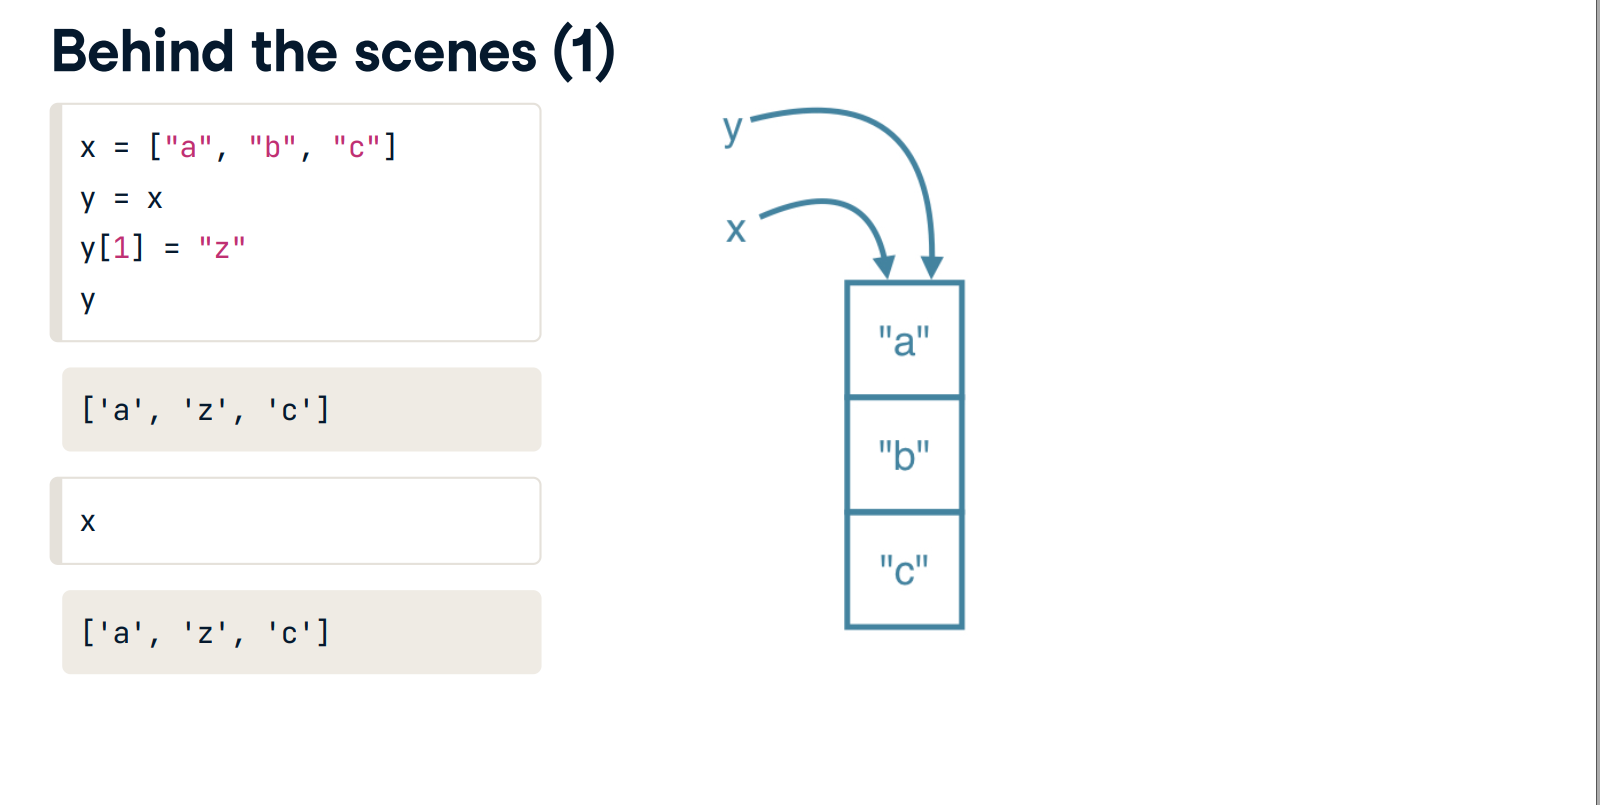 Behind the scenes (1)
x = ["a", "b", "c"]
y = x
y[1] = "z"
y
['a', 'z', 'c']
x
['a', 'z', 'c']
y
x
"a"
"b"
"c"